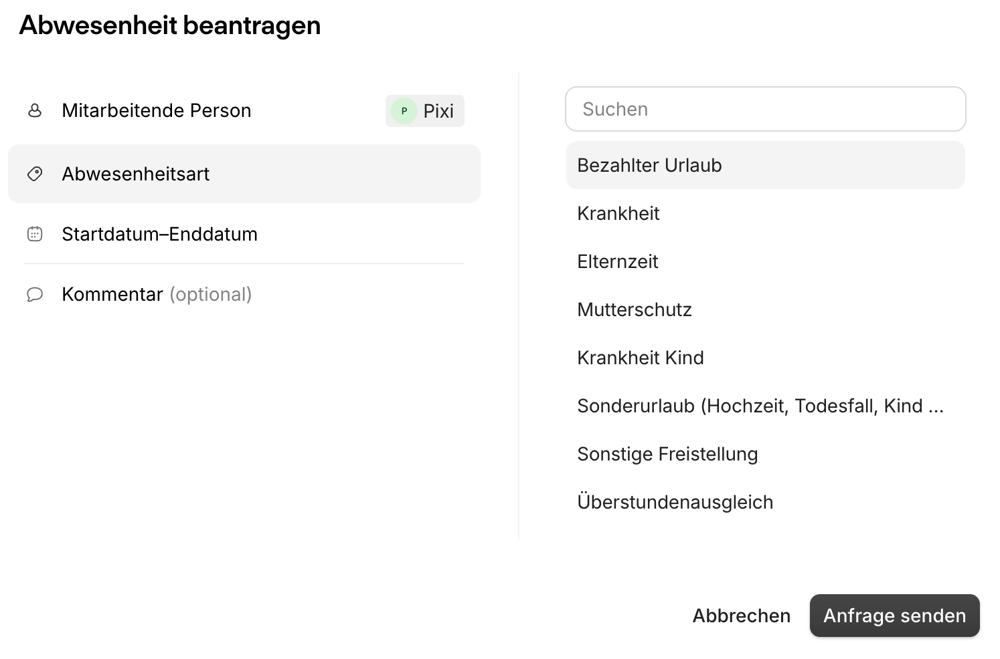 Abwesenheit beantragen
Mitarbeitende Person
P Pixi
Abwesenheitsart
Startdatum–Enddatum
Kommentar (optional)
Suchen
Bezahlter Urlaub
Krankheit
Elternzeit
Mutterschutz
Krankheit Kind
Sonderurlaub (Hochzeit, Todesfall, Kind ...
Sonstige Freistellung
Überstundenausgleich
Abbrechen
Anfrage senden